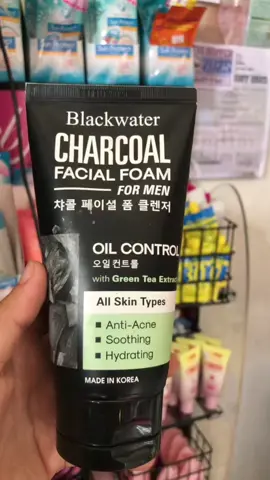 Blackwater
CHARCOAL
FACIAL FOAM
FOR MEN
챠콜 페이셜 폼 클렌저
OIL CONTROL
오일 컨트롤
with Green Tea Extract
All Skin Types
Anti-Acne
Soothing
Hydrating
MADE IN KOREA